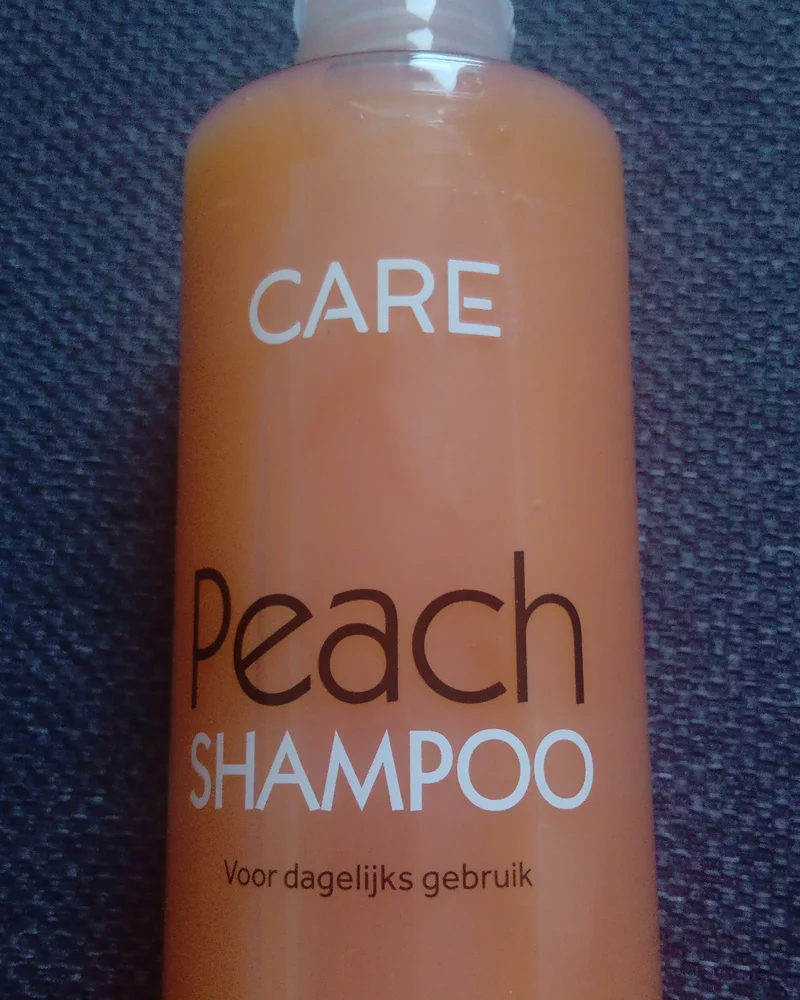 CARE
Peach
SHAMPOO
Voor dagelijks gebruik